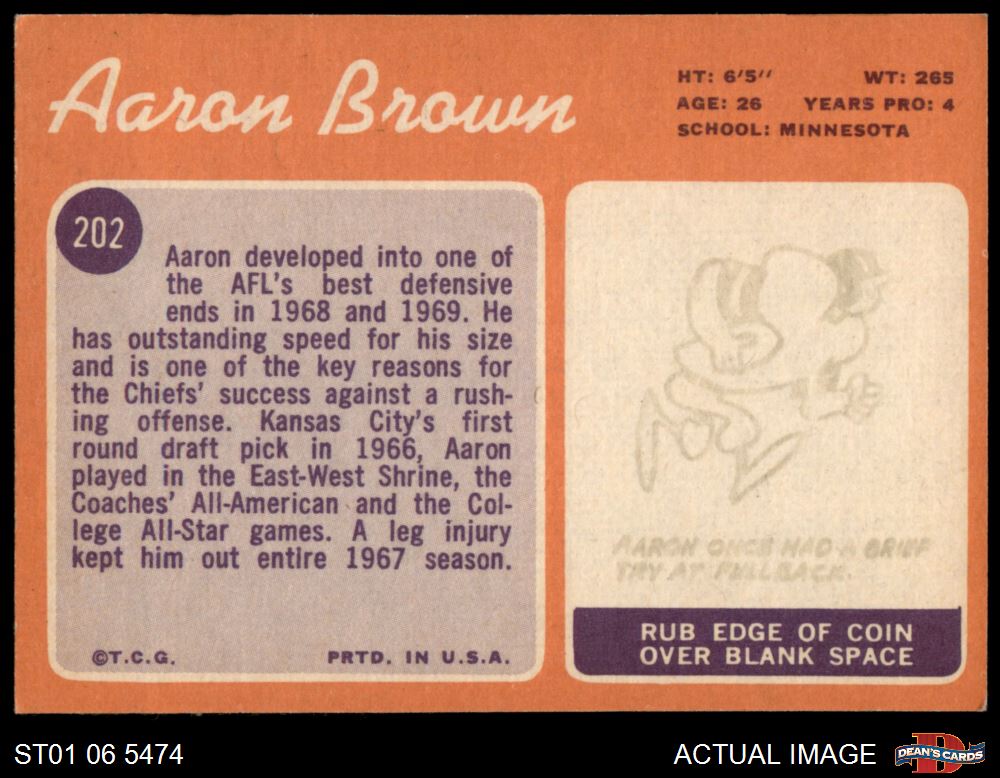 Aaron Brown
HT: 6'5''
WT: 265
AGE: 26
YEARS PRO: 4
SCHOOL: MINNESOTA
202
Aaron developed into one of
the AFL's best defensive
ends in 1968 and 1969. He
has outstanding speed for his size
and is one of the key reasons for
the Chiefs' success against a rush-
ing offense. Kansas City's first
round draft pick in 1966, Aaron
played in the East-West Shrine, the
Coaches' All-American and the Col-
lege All-Star games. A leg injury
kept him out entire 1967 season.
©T.C.G.
PRTD. IN U.S.A.
AARON ONCE HAD A BRIEF
TRY AT FULLBACK.
RUB EDGE OF COIN
OVER BLANK SPACE
ST01 06 5474
ACTUAL IMAGE
DEAN'S CARDS